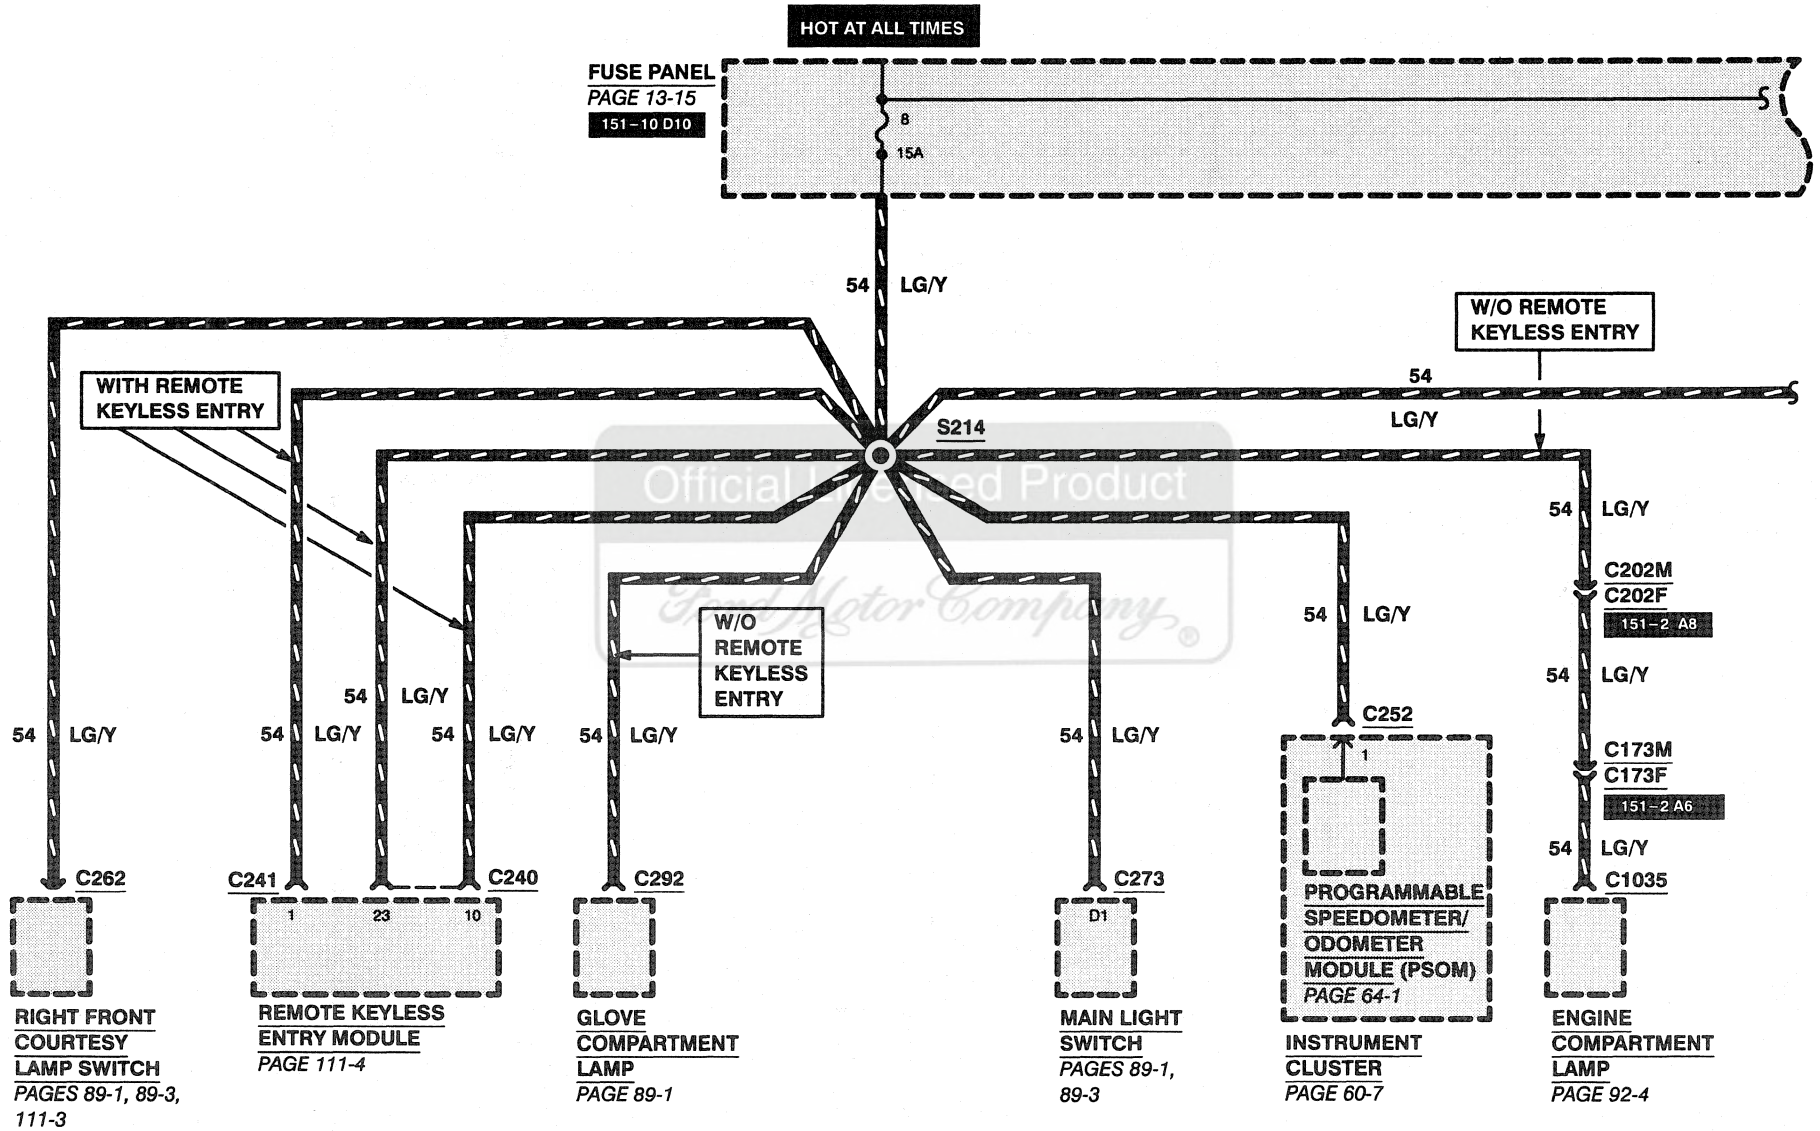 HOT AT ALL TIMES
FUSE PANEL
PAGE 13-15
151-10 D10
8
15A
54 LG/Y
W/O REMOTE
KEYLESS ENTRY
WITH REMOTE
KEYLESS ENTRY
54
LG/Y
S214
Official Licensed Product
Ford Motor Company ®
54 LG/Y
C202M
C202F
151-2 A8
W/O
REMOTE
KEYLESS
ENTRY
54 LG/Y
54 LG/Y
54 LG/Y
C252
1
54 LG/Y
54 LG/Y
54 LG/Y
54 LG/Y
54 LG/Y
C173M
C173F
151-2 A6
54 LG/Y
C262
C241
C240
C292
C273
C1035
1
23
10
D1
PROGRAMMABLE
SPEEDOMETER/
ODOMETER
MODULE (PSOM)
PAGE 64-1
RIGHT FRONT
COURTESY
LAMP SWITCH
PAGES 89-1, 89-3,
111-3
REMOTE KEYLESS
ENTRY MODULE
PAGE 111-4
GLOVE
COMPARTMENT
LAMP
PAGE 89-1
MAIN LIGHT
SWITCH
PAGES 89-1,
89-3
INSTRUMENT
CLUSTER
PAGE 60-7
ENGINE
COMPARTMENT
LAMP
PAGE 92-4